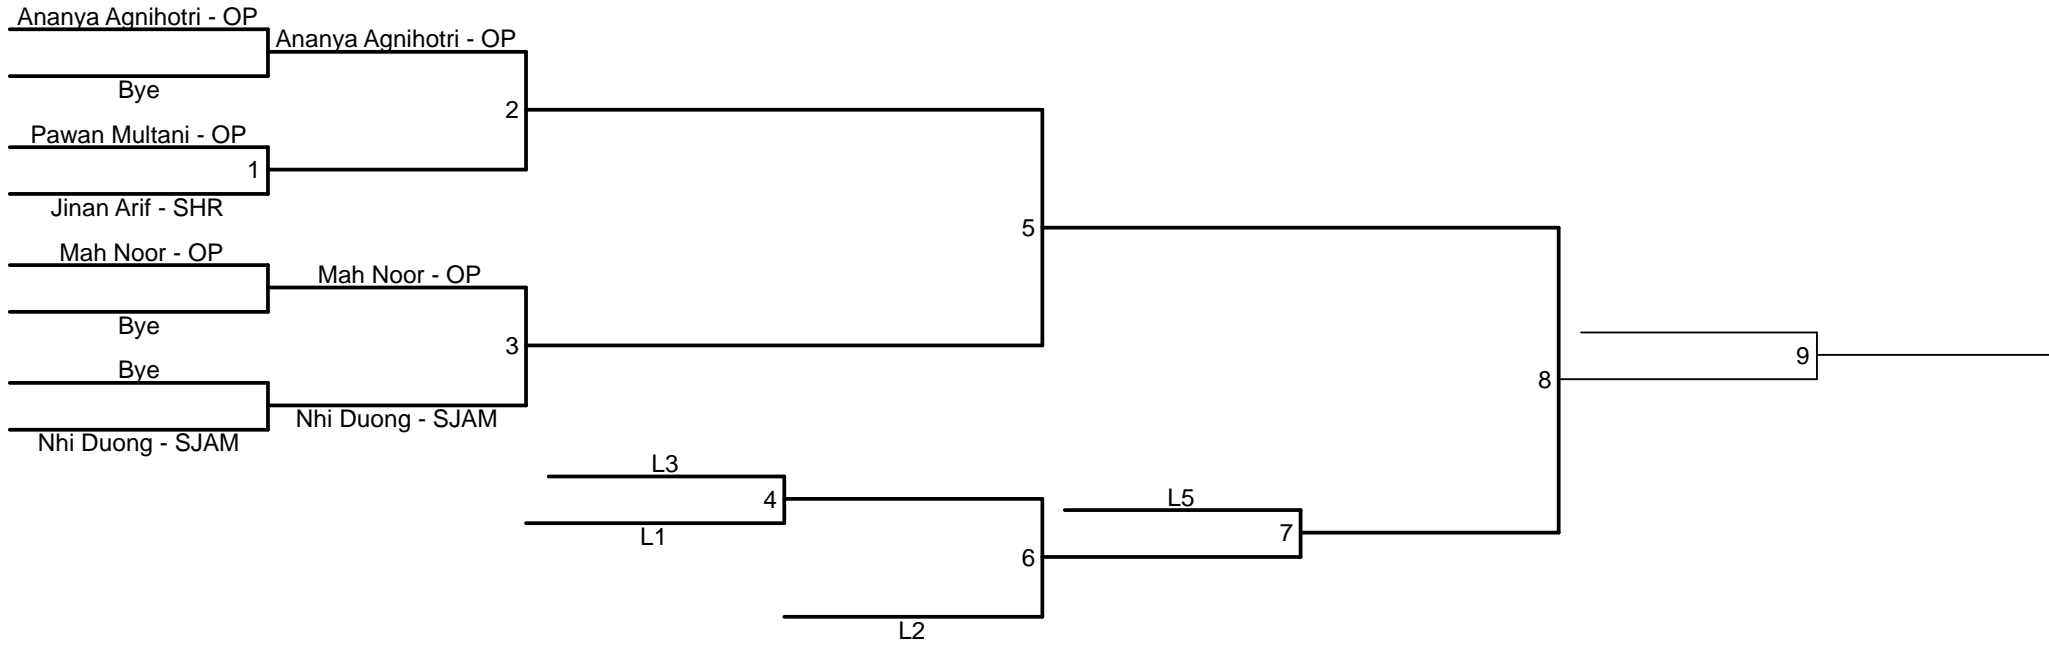 Ananya Agnihotri - OP
Ananya Agnihotri - OP
Bye
2
Pawan Multani - OP
1
Jinan Arif - SHR
5
Mah Noor - OP
Mah Noor - OP
Bye
3
9
Bye
8
Nhi Duong - SJAM
Nhi Duong - SJAM
L3
4
L5
L1
7
6
L2